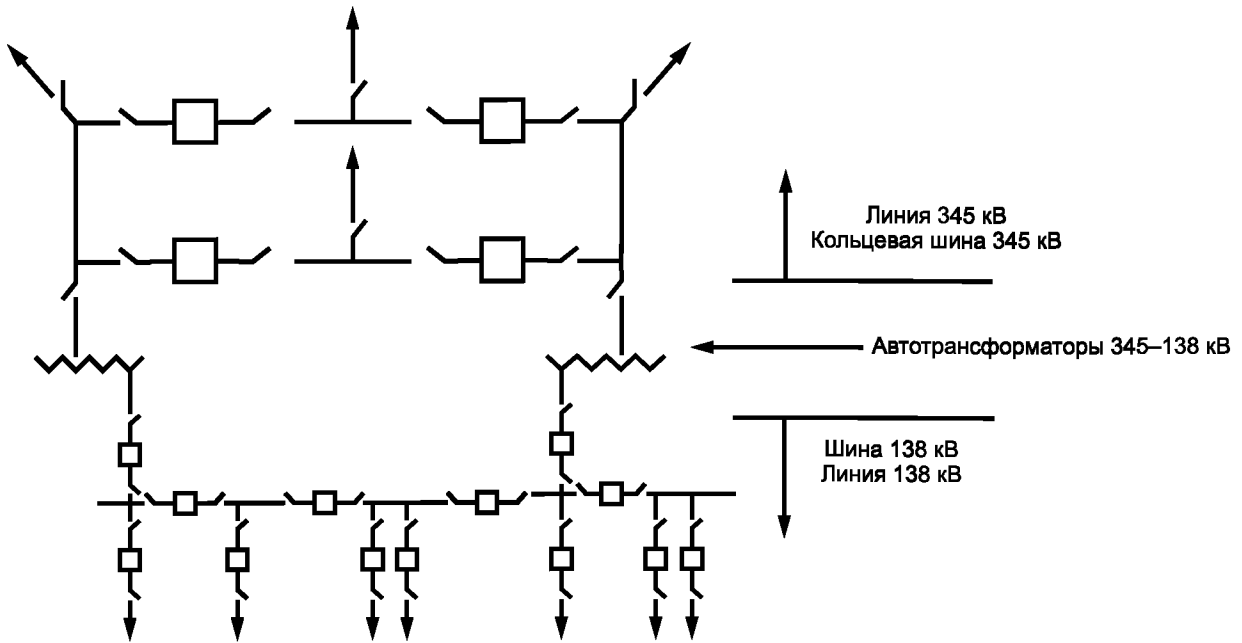 Линия 345 кВ
Кольцевая шина 345 кВ
Автотрансформаторы 345–138 кВ
Шина 138 кВ
Линия 138 кВ